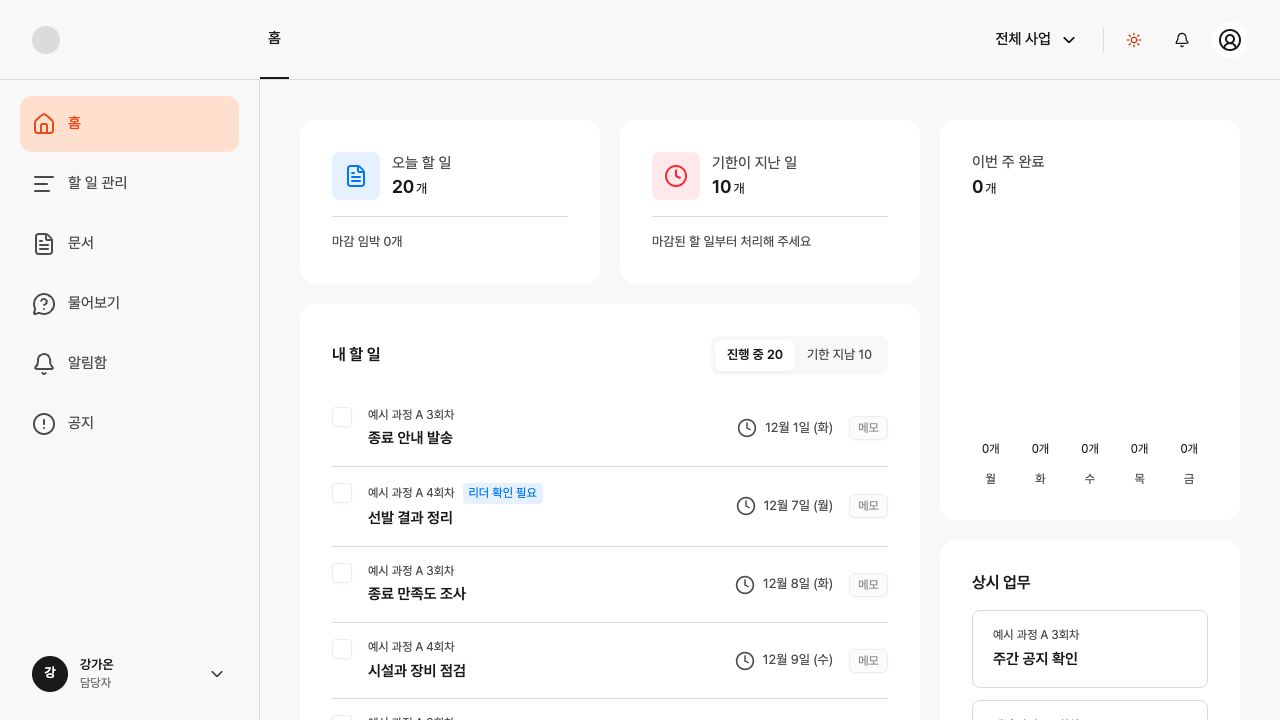 홈
전체 사업
홈
할 일 관리
문서
물어보기
알림함
공지
강
강가온
담당자
오늘 할 일
20개
마감 임박 0개
기한이 지난 일
10개
마감된 할 일부터 처리해 주세요
이번 주 완료
0개
0개 0개 0개 0개 0개
월 화 수 목 금
내 할 일
진행 중 20 기한 지남 10
예시 과정 A 3회차
종료 안내 발송
12월 1일 (화) 메모
예시 과정 A 4회차 리더 확인 필요
선발 결과 정리
12월 7일 (월) 메모
예시 과정 A 3회차
종료 만족도 조사
12월 8일 (화) 메모
예시 과정 A 4회차
시설과 장비 점검
12월 9일 (수) 메모
상시 업무
예시 과정 A 3회차
주간 공지 확인